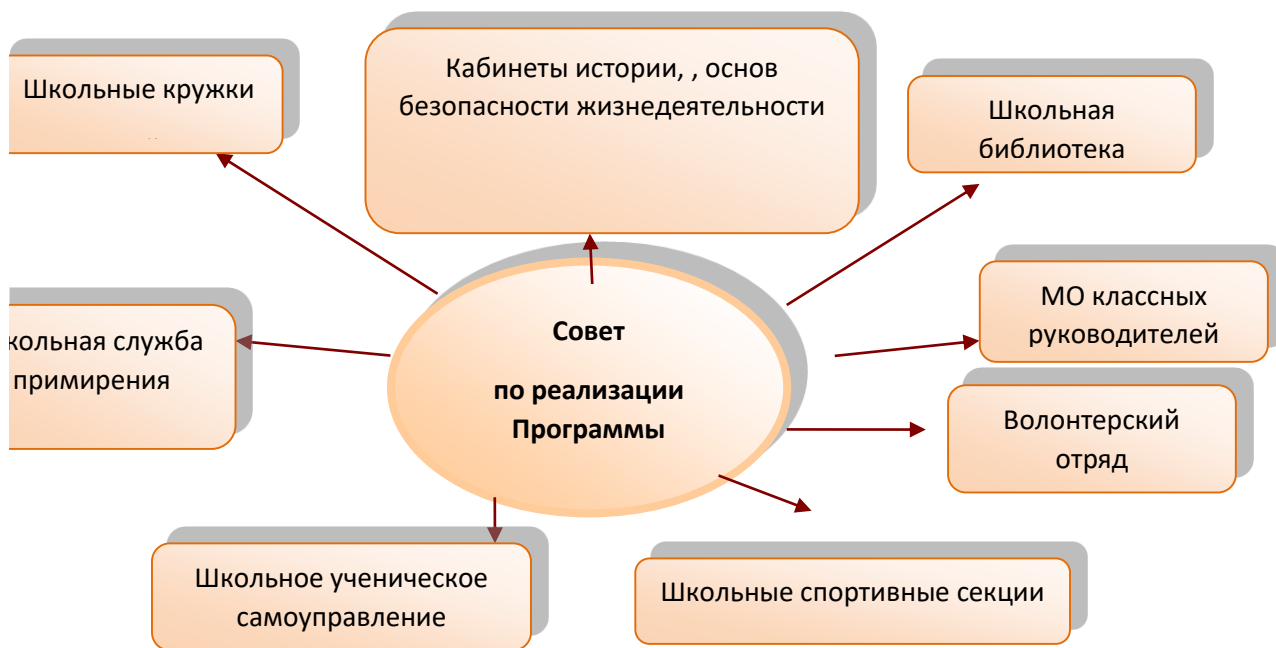 Школьные кружки
Кабинеты истории, , основ
безопасности жизнедеятельности
Школьная
библиотека
МО классных
руководителей
кольная служба
примирения
Совет
по реализации
Программы
Волонтерский
отряд
Школьное ученическое
самоуправление
Школьные спортивные секции